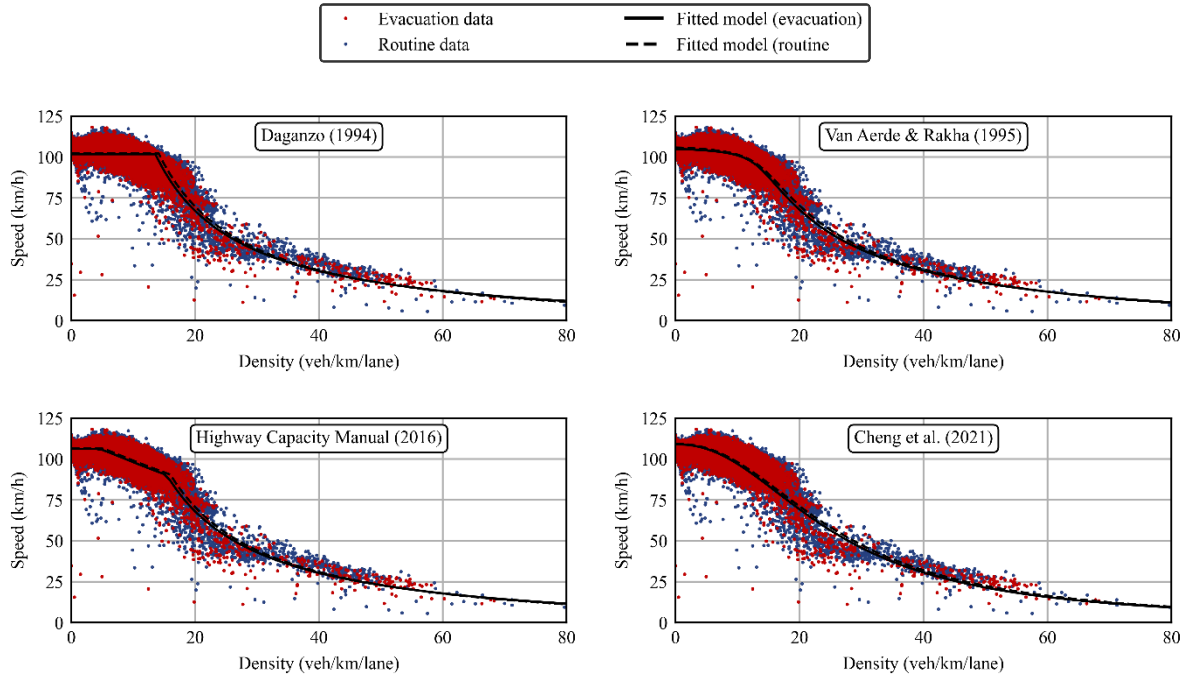 Evacuation data
Fitted model (evacuation)
Routine data
Fitted model (routine
Daganzo (1994)
125
100
75
50
25
0
Speed (km/h)
0 20 40 60 80
Density (veh/km/lane)
Van Aerde & Rakha (1995)
125
100
75
50
25
0
Speed (km/h)
0 20 40 60 80
Density (veh/km/lane)
Highway Capacity Manual (2016)
125
100
75
50
25
0
Speed (km/h)
0 20 40 60 80
Density (veh/km/lane)
Cheng et al. (2021)
125
100
75
50
25
0
Speed (km/h)
0 20 40 60 80
Density (veh/km/lane)